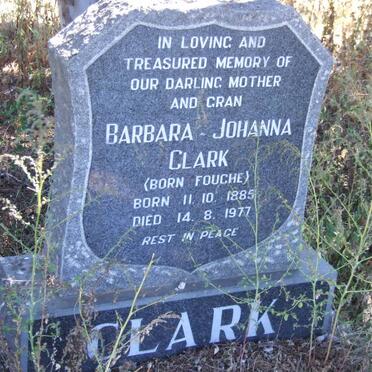 IN LOVING AND
TREASURED MEMORY OF
OUR DARLING MOTHER
AND GRAN
BARBARA - JOHANNA
CLARK
(BORN FOUCHE)
BORN 11. 10. 1885
DIED 14. 8. 1977
REST IN PEACE
CLARK